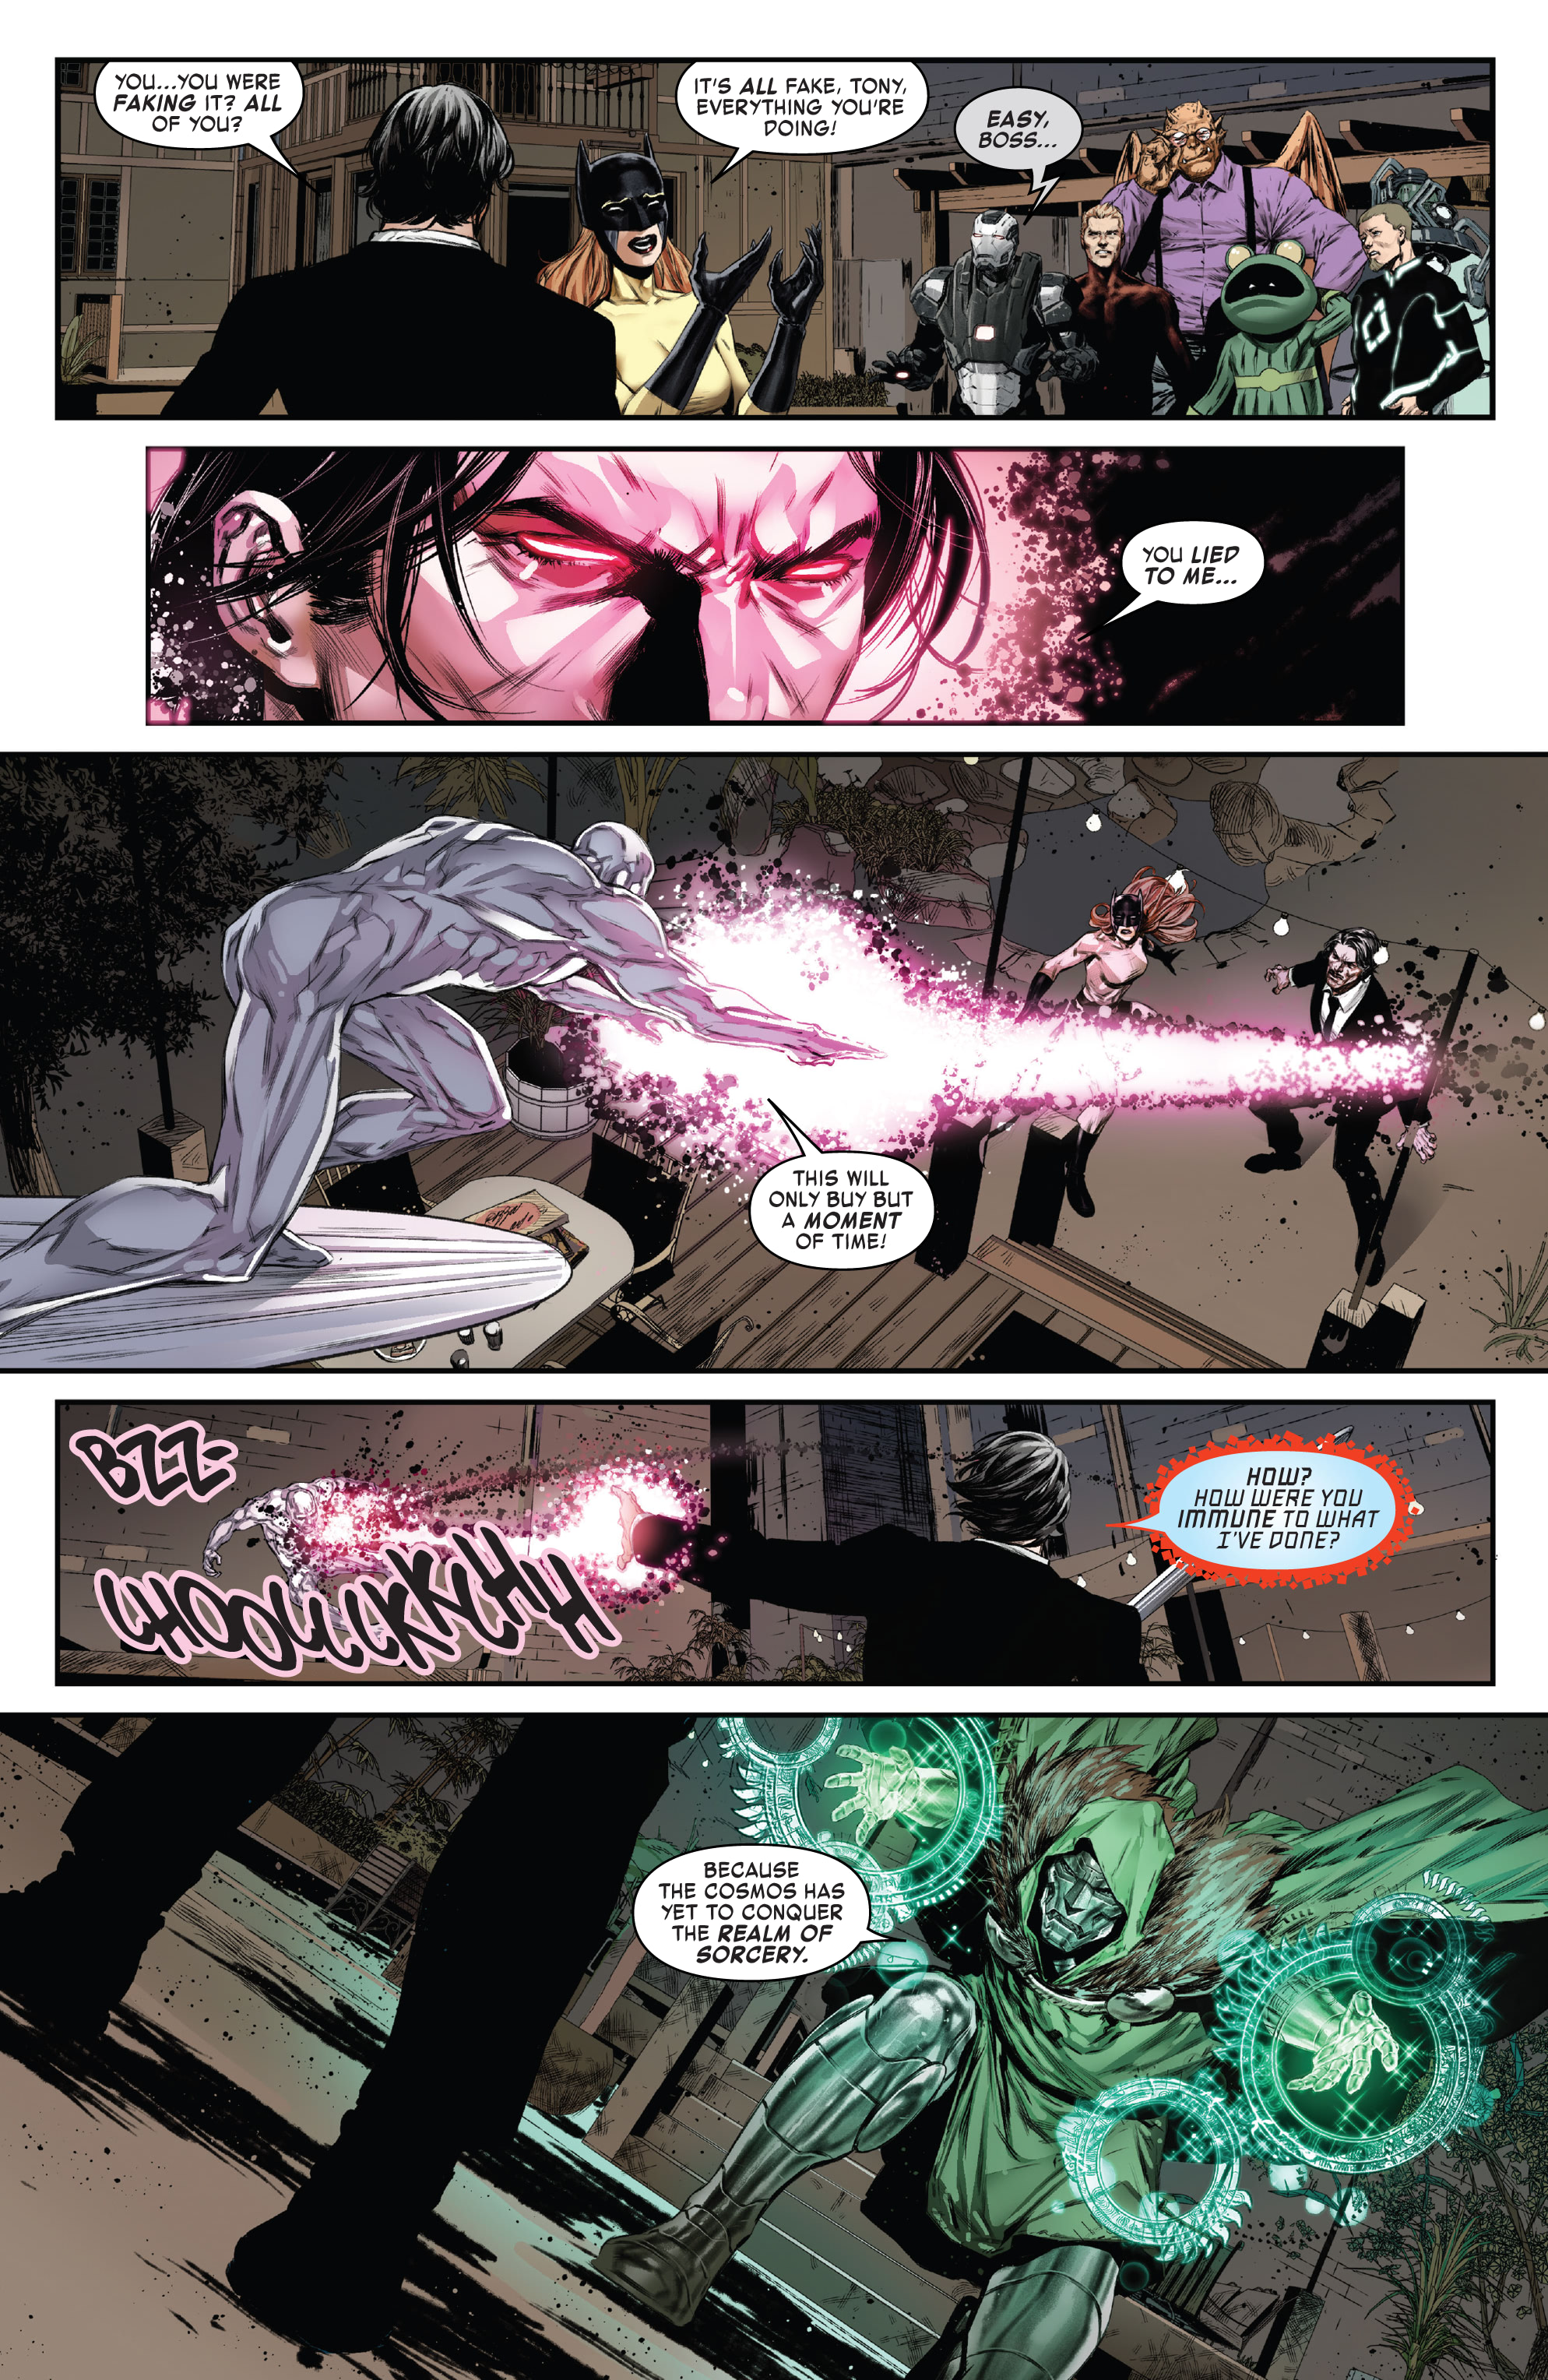 YOU...YOU WERE
FAKING IT? ALL
OF YOU?
IT'S ALL FAKE, TONY,
EVERYTHING YOU'RE
DOING!
EASY,
BOSS...
YOU LIED
TO ME...
THIS WILL
ONLY BUY BUT
A MOMENT
OF TIME!
BZZ-
CHOOLLCKKCHHH
HOW?
HOW WERE YOU
IMMUNE TO WHAT
I'VE DONE?
BECAUSE
THE COSMOS HAS
YET TO CONQUER
THE REALM OF
SORCERY.